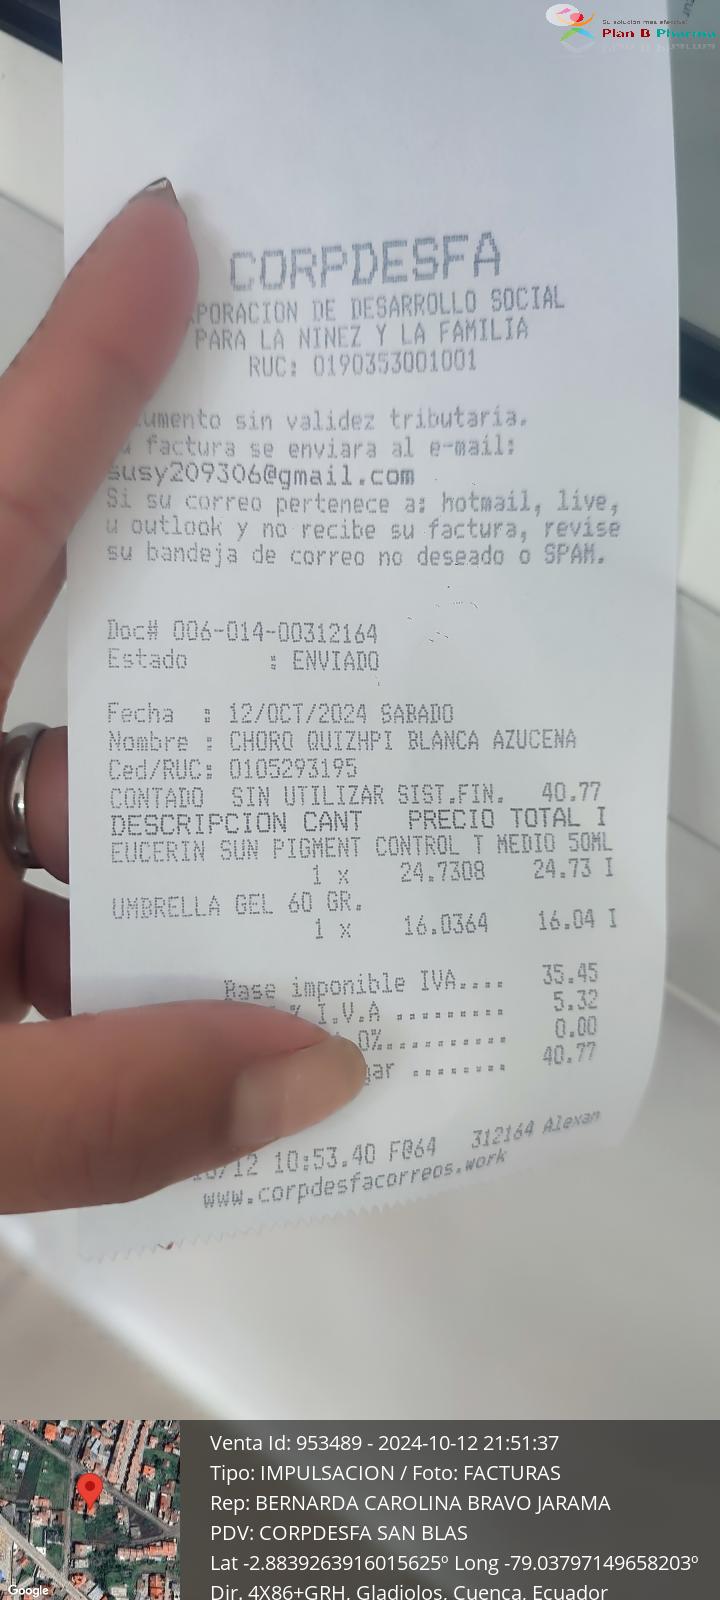 Su solución más efectiva!
Plan B Pharma
CORPDESFA
PORACION DE DESARROLLO SOCIAL
PARA LA NINEZ Y LA FAMILIA
RUC: 0190353001001
umento sin validez tributaria.
factura se enviara al e-mail:
susy209306@gmail.com
Si su correo pertenece a: hotmail, live,
u outlook y no recibe su factura, revise
su bandeja de correo no deseado o SPAM.
Doc# 006-014-00312164
Estado : ENVIADO
Fecha : 12/OCT/2024 SABADO
Nombre : CHORO QUIZHPI BLANCA AZUCENA
Ced/RUC: 0105293195
CONTADO SIN UTILIZAR SIST.FIN. 40.77
DESCRIPCION CANT PRECIO TOTAL I
EUCERIN SUN PIGMENT CONTROL T MEDIO 50ML
1 x 24.7308 24.73 I
UMBRELLA GEL 60 GR.
1 x 16.0364 16.04 I
Base imponible IVA.... 35.45
% I.V.A ......... 5.32
0%........... 0.00
gar ........ 40.77
/12 10:53.40 F@64 312164 Alexan
www.corpdesfacorreos.work
Google
Venta Id: 953489 - 2024-10-12 21:51:37
Tipo: IMPULSACION / Foto: FACTURAS
Rep: BERNARDA CAROLINA BRAVO JARAMA
PDV: CORPDESFA SAN BLAS
Lat -2.8839263916015625º Long -79.03797149658203º
Dir. 4X86+GRH, Gladiolos, Cuenca, Ecuador